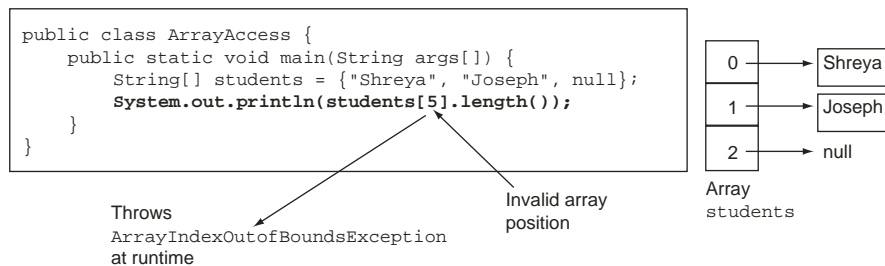 public class ArrayAccess {
public static void main(String args[]) {
String[] students = {"Shreya", "Joseph", null};
System.out.println(students[5].length());
}
}
0
Shreya
1
Joseph
2
null
Array
students
Invalid array
position
Throws
ArrayIndexOutofBoundsException
at runtime